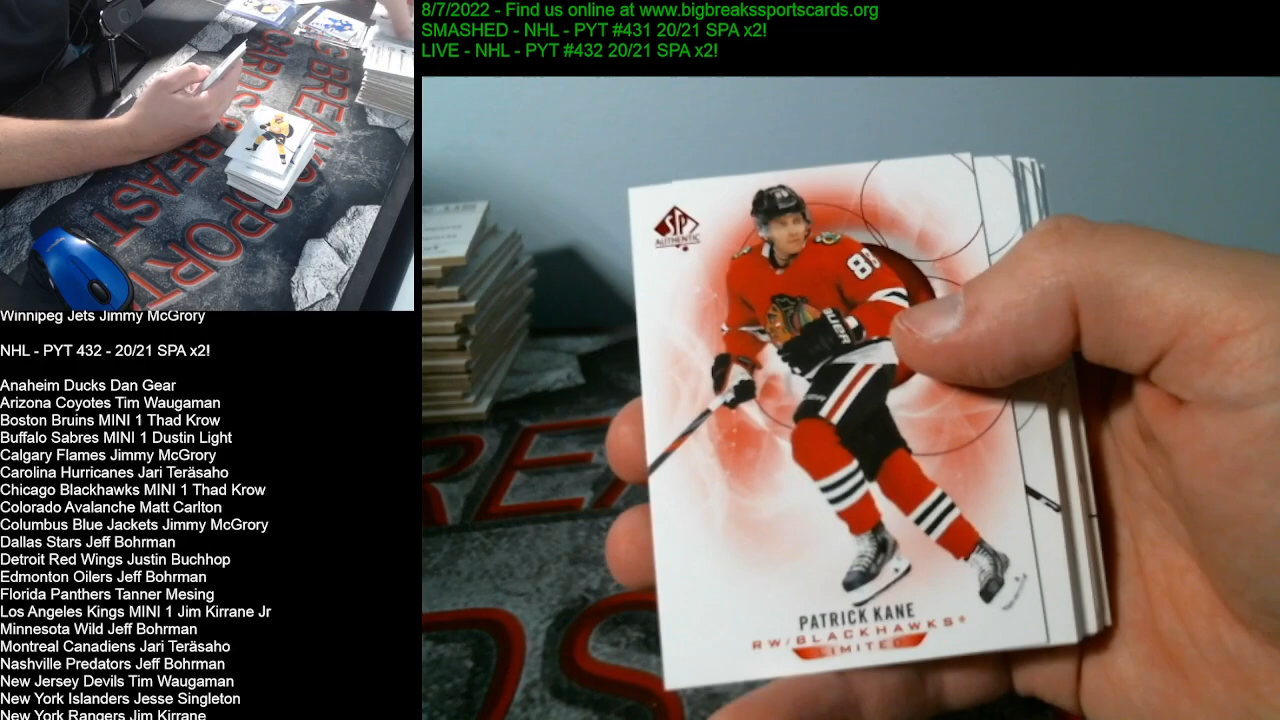 8/7/2022 - Find us online at www.bigbreakssportscards.org
SMASHED - NHL - PYT #431 20/21 SPA x2!
LIVE - NHL - PYT #432 20/21 SPA x2!
Winnipeg Jets Jimmy McGrory
NHL - PYT 432 - 20/21 SPA x2!
Anaheim Ducks Dan Gear
Arizona Coyotes Tim Waugaman
Boston Bruins MINI 1 Thad Krow
Buffalo Sabres MINI 1 Dustin Light
Calgary Flames Jimmy McGrory
Carolina Hurricanes Jari Teräsaho
Chicago Blackhawks MINI 1 Thad Krow
Colorado Avalanche Matt Carlton
Columbus Blue Jackets Jimmy McGrory
Dallas Stars Jeff Bohrman
Detroit Red Wings Justin Buchhop
Edmonton Oilers Jeff Bohrman
Florida Panthers Tanner Mesing
Los Angeles Kings MINI 1 Jim Kirrane Jr
Minnesota Wild Jeff Bohrman
Montreal Canadiens Jari Teräsaho
Nashville Predators Jeff Bohrman
New Jersey Devils Tim Waugaman
New York Islanders Jesse Singleton
New York Rangers Jim Kirrane
BREAKS SPORTS
CARDS
BEAST
SP
AUTHENTIC
88
BAUER
PATRICK KANE
RW/BLACKHAWKS®
LIMITED